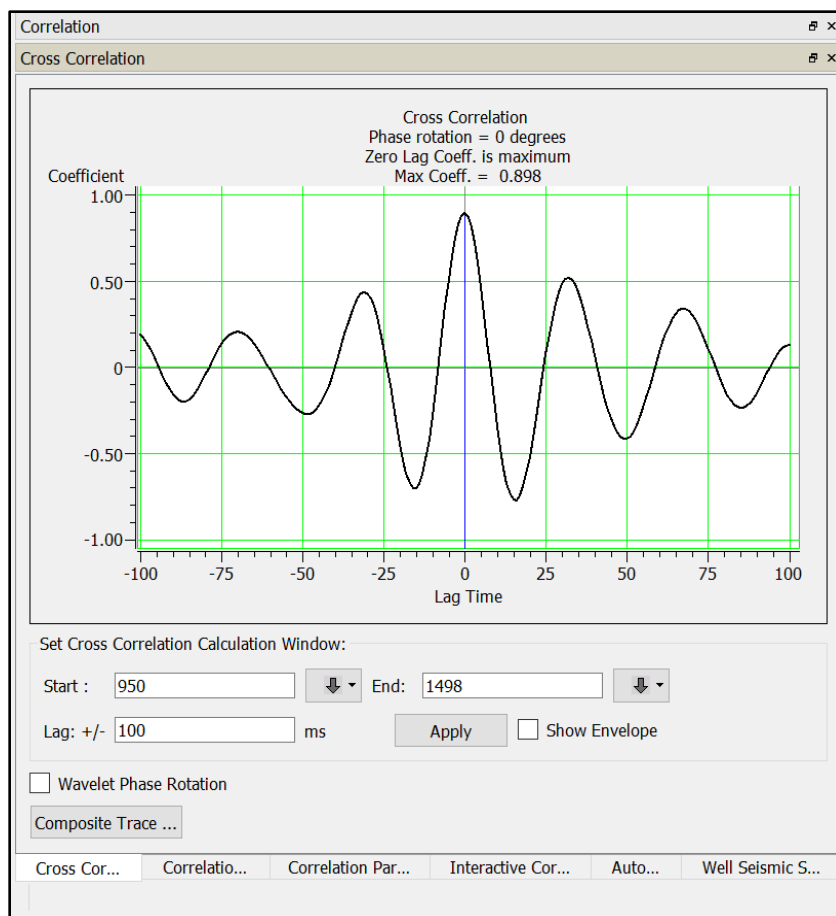 Correlation
Cross Correlation
Cross Correlation
Phase rotation = 0 degrees
Zero Lag Coeff. is maximum
Max Coeff. = 0.898
Coefficient
1.00
0.50
0
-0.50
-1.00
-100 -75 -50 -25 0 25 50 75 100
Lag Time
Set Cross Correlation Calculation Window:
Start : 950 End: 1498
Lag: +/- 100 ms Apply Show Envelope
Wavelet Phase Rotation
Composite Trace ...
Cross Cor... Correlatio... Correlation Par... Interactive Cor... Auto... Well Seismic S...